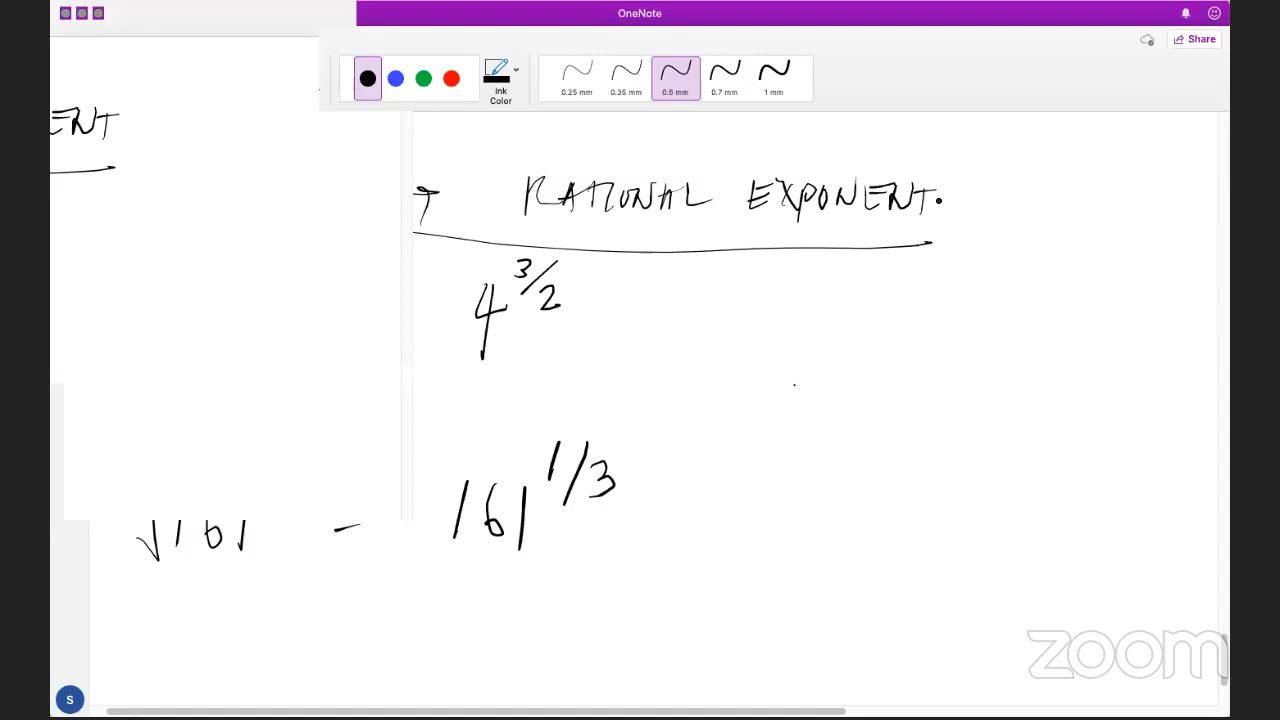 OneNote
Share
Ink Color
0.25 mm 0.35 mm 0.5 mm 0.7 mm 1 mm
ENT
RATIONAL EXPONENT.
4^3/2
√161 - 161^1/3
zoom
S